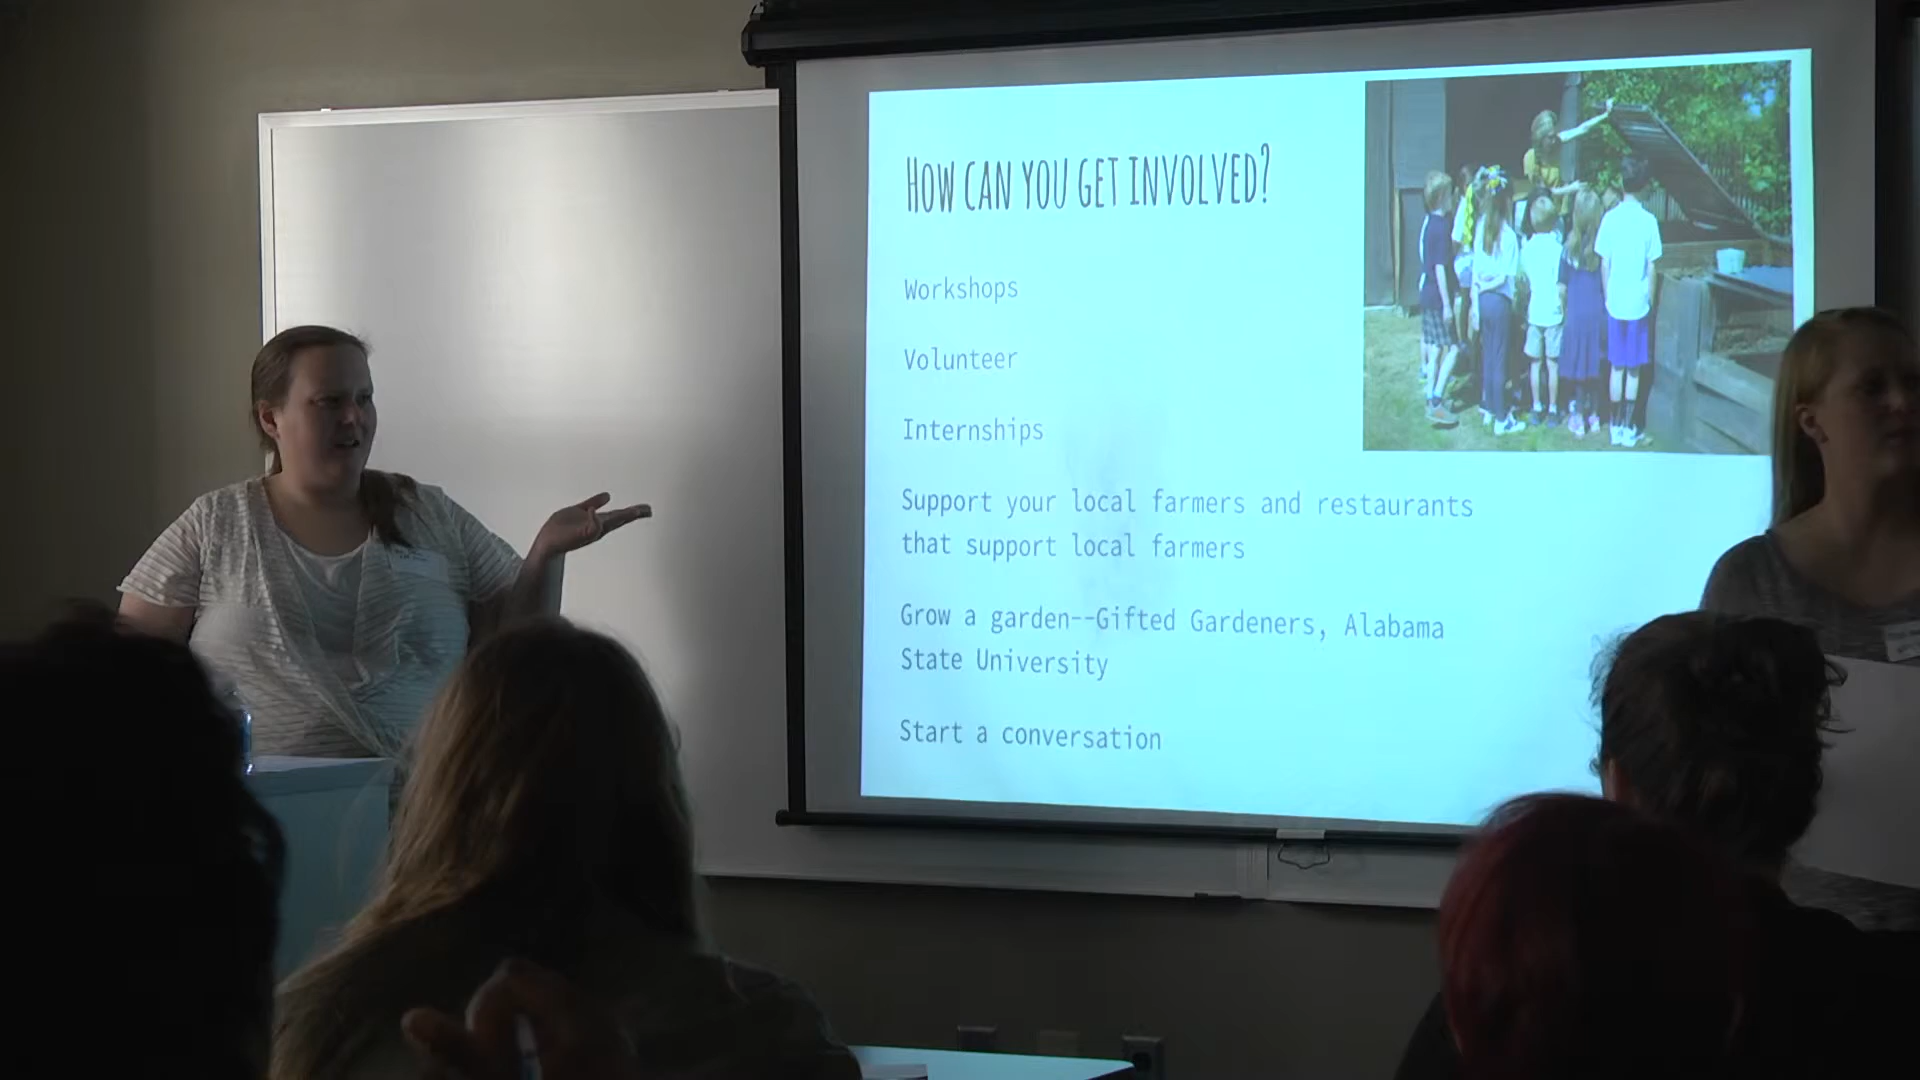 HOW CAN YOU GET INVOLVED?
Workshops
Volunteer
Internships
Support your local farmers and restaurants
that support local farmers
Grow a garden--Gifted Gardeners, Alabama
State University
Start a conversation